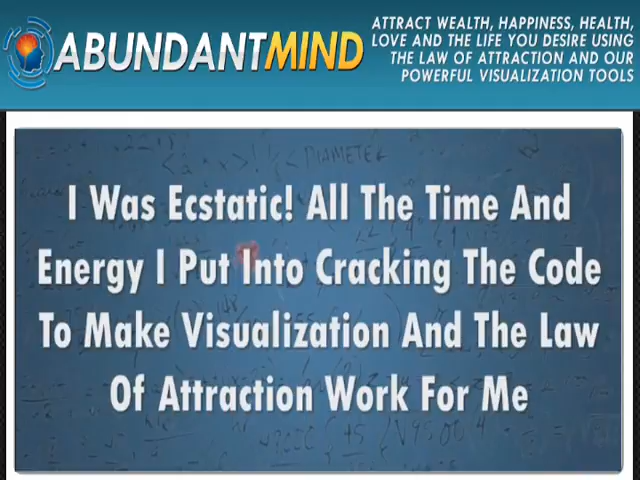 ABUNDANTMIND
ATTRACT WEALTH, HAPPINESS, HEALTH,
LOVE AND THE LIFE YOU DESIRE USING
THE LAW OF ATTRACTION AND OUR
POWERFUL VISUALIZATION TOOLS
DIAMETER
I Was Ecstatic! All The Time And
Energy I Put Into Cracking The Code
To Make Visualization And The Law
Of Attraction Work For Me